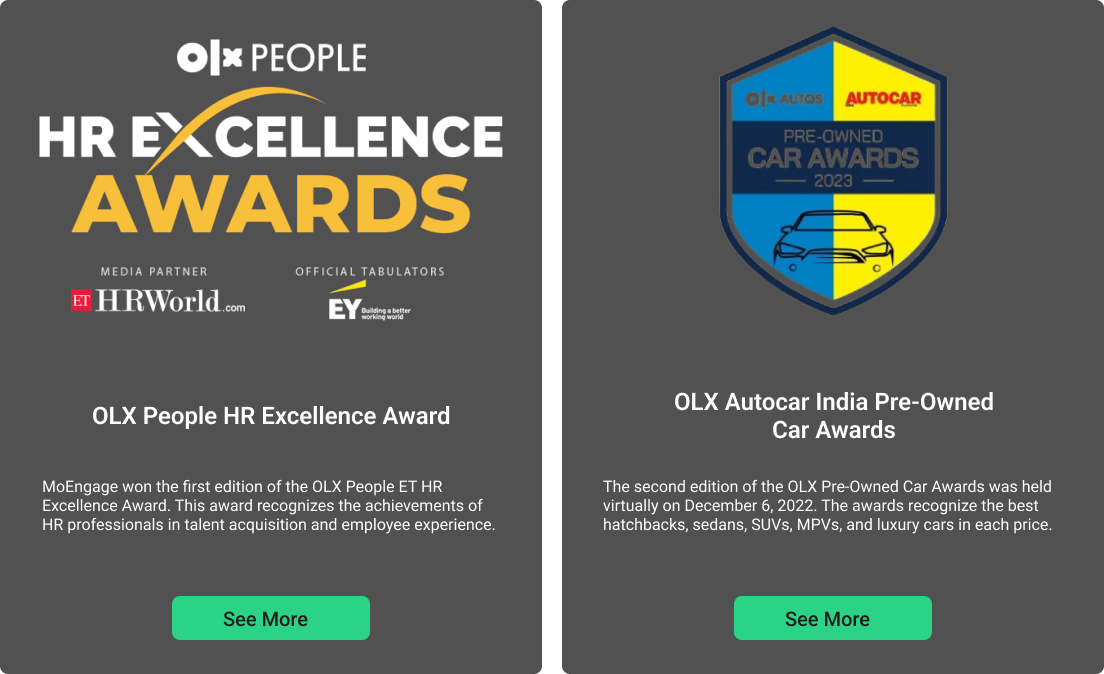 OLX PEOPLE
HR EXCELLENCE
AWARDS
MEDIA PARTNER
ET HRWorld.com
OFFICIAL TABULATORS
EY Building a better
working world
OLX People HR Excellence Award
MoEngage won the first edition of the OLX People ET HR
Excellence Award. This award recognizes the achievements of
HR professionals in talent acquisition and employee experience.
See More
OLX AUTOS
AUTOCAR
PRE-OWNED
CAR AWARDS
2023
OLX Autocar India Pre-Owned
Car Awards
The second edition of the OLX Pre-Owned Car Awards was held
virtually on December 6, 2022. The awards recognize the best
hatchbacks, sedans, SUVs, MPVs, and luxury cars in each price.
See More